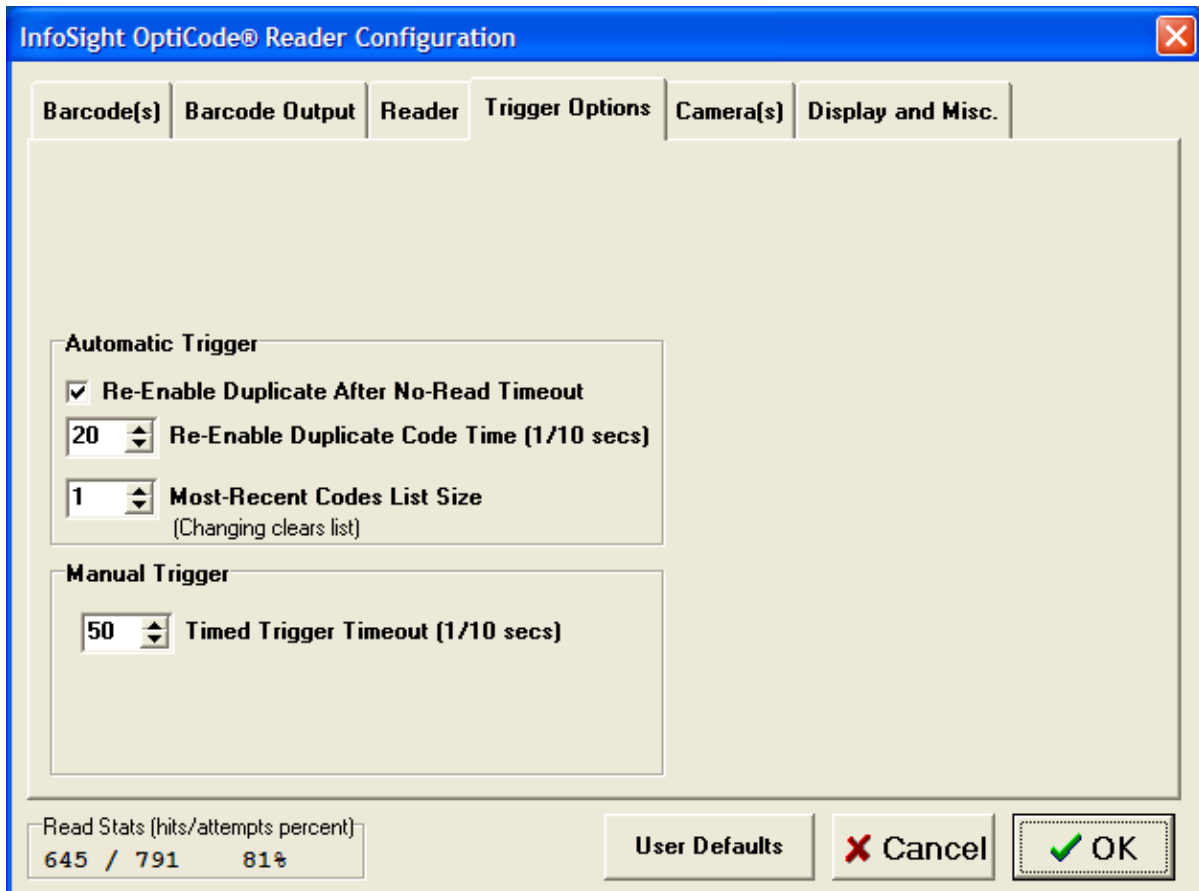 InfoSight OptiCode® Reader Configuration
Barcode(s) Barcode Output Reader Trigger Options Camera(s) Display and Misc.
Automatic Trigger
Re-Enable Duplicate After No-Read Timeout
20 Re-Enable Duplicate Code Time (1/10 secs)
1 Most-Recent Codes List Size
(Changing clears list)
Manual Trigger
50 Timed Trigger Timeout (1/10 secs)
Read Stats (hits/attempts percent)
645 / 791 81%
User Defaults Cancel OK